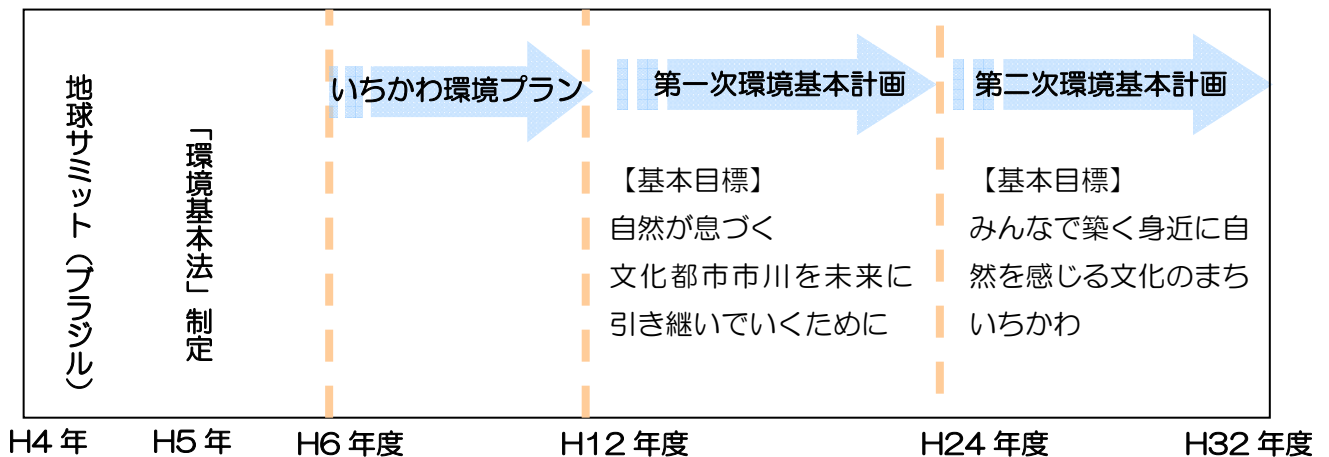 地球サミット（ブラジル）
「環境基本法」制定
いちかわ環境プラン
第一次環境基本計画
【基本目標】
自然が息づく
文化都市市川を未来に
引き継いでいくために
第二次環境基本計画
【基本目標】
みんなで築く身近に自
然を感じる文化のまち
いちかわ
H4 年
H5 年
H6 年度
H12 年度
H24 年度
H32 年度